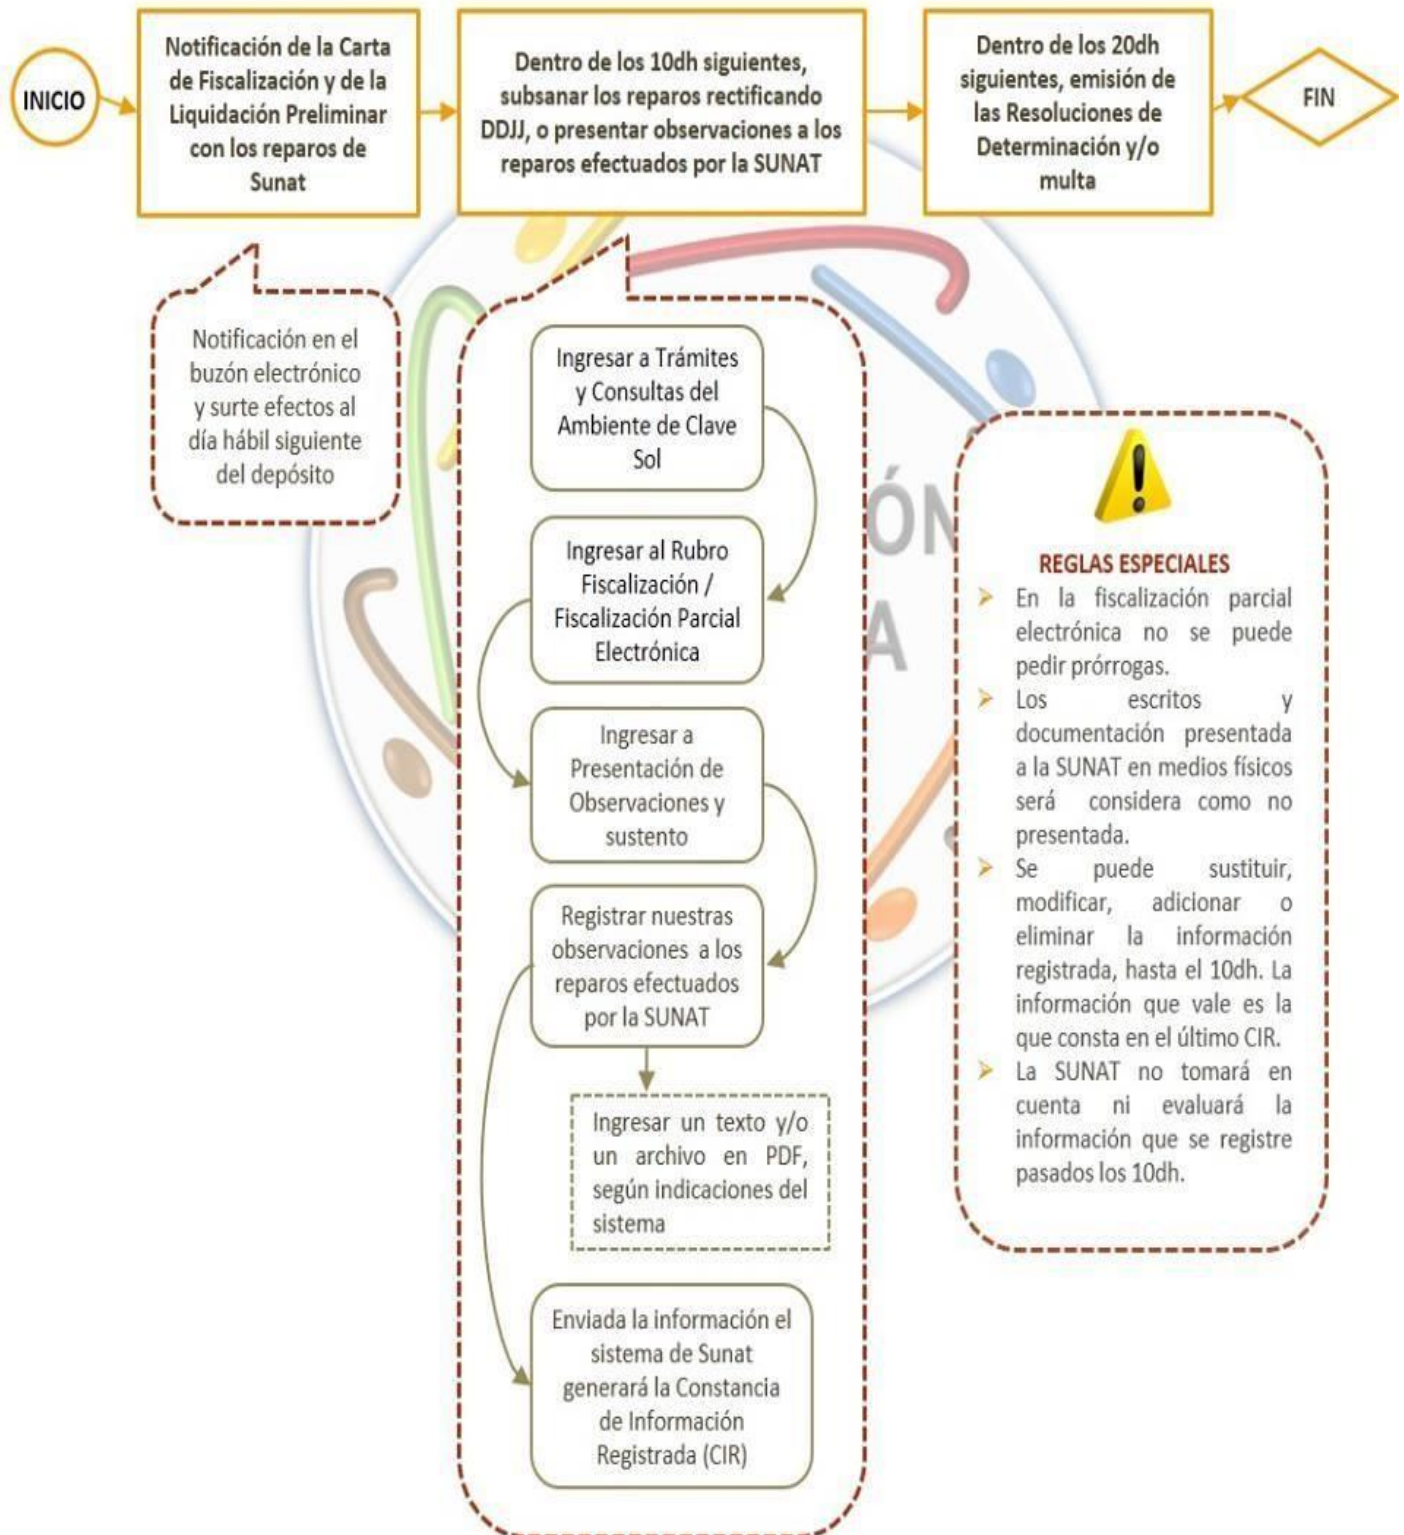 INICIO
Notificación de la Carta
de Fiscalización y de la
Liquidación Preliminar
con los reparos de
Sunat
Dentro de los 10dh siguientes,
subsanar los reparos rectificando
DDJJ, o presentar observaciones a los
reparos efectuados por la SUNAT
Dentro de los 20dh
siguientes, emisión de
las Resoluciones de
Determinación y/o
multa
FIN
Notificación en el
buzón electrónico
y surte efectos al
día hábil siguiente
del depósito
Ingresar a Trámites
y Consultas del
Ambiente de Clave
Sol
Ingresar al Rubro
Fiscalización /
Fiscalización Parcial
Electrónica
Ingresar a
Presentación de
Observaciones y
sustento
Registrar nuestras
observaciones a los
reparos efectuados
por la SUNAT
Ingresar un texto y/o
un archivo en PDF,
según indicaciones del
sistema
Enviada la información el
sistema de Sunat
generará la Constancia
de Información
Registrada (CIR)
ÓN
A
REGLAS ESPECIALES
En la fiscalización parcial
electrónica no se puede
pedir prórrogas.
Los escritos y
documentación presentada
a la SUNAT en medios físicos
será considera como no
presentada.
Se puede sustituir,
modificar, adicionar o
eliminar la información
registrada, hasta el 10dh. La
información que vale es la
que consta en el último CIR.
La SUNAT no tomará en
cuenta ni evaluará la
información que se registre
pasados los 10dh.